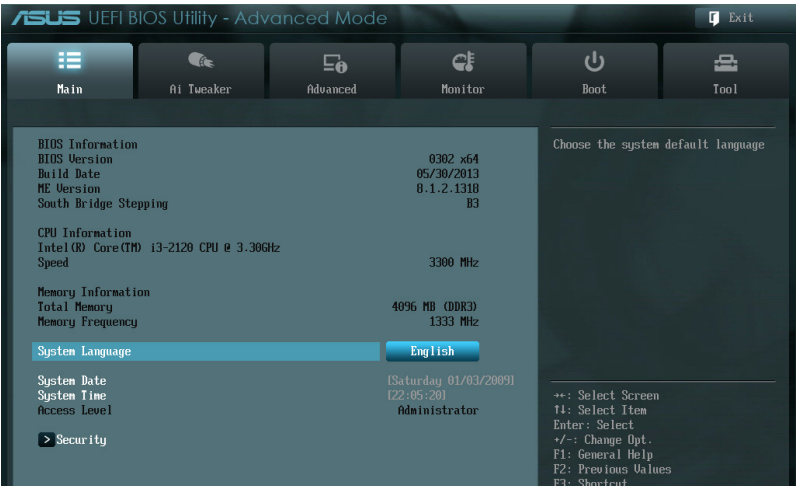 ASUS UEFI BIOS Utility - Advanced Mode
Exit
Main
Ai Tweaker
Advanced
Monitor
Boot
Tool
BIOS Information
BIOS Version 0302 x64
Build Date 05/30/2013
ME Version 8.1.2.1318
South Bridge Stepping B3
CPU Information
Intel(R) Core(TM) i3-2120 CPU @ 3.30GHz
Speed 3300 MHz
Memory Information
Total Memory 4096 MB (DDR3)
Memory Frequency 1333 MHz
System Language English
System Date [Saturday 01/03/2009]
System Time [22:05:20]
Access Level Administrator
> Security
Choose the system default language
→←: Select Screen
↑↓: Select Item
Enter: Select
+/-: Change Opt.
F1: General Help
F2: Previous Values
F3: Shortcut